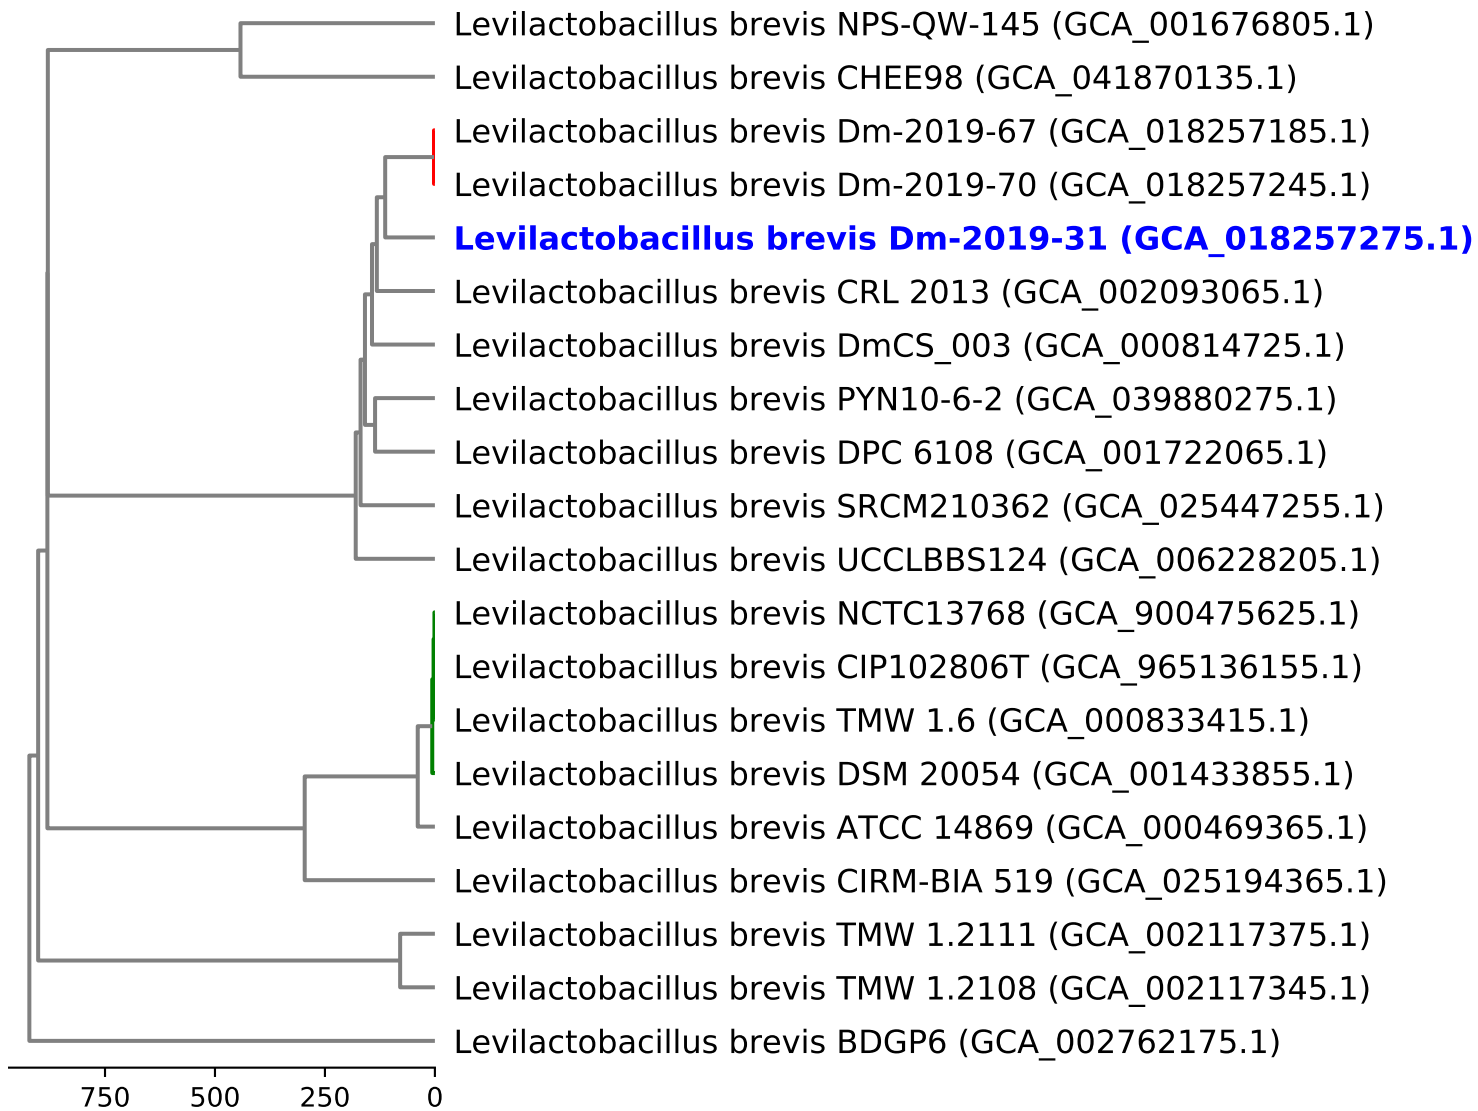 Levilactobacillus brevis NPS-QW-145 (GCA_001676805.1)
Levilactobacillus brevis CHEE98 (GCA_041870135.1)
Levilactobacillus brevis Dm-2019-67 (GCA_018257185.1)
Levilactobacillus brevis Dm-2019-70 (GCA_018257245.1)
Levilactobacillus brevis Dm-2019-31 (GCA_018257275.1)
Levilactobacillus brevis CRL 2013 (GCA_002093065.1)
Levilactobacillus brevis DmCS_003 (GCA_000814725.1)
Levilactobacillus brevis PYN10-6-2 (GCA_039880275.1)
Levilactobacillus brevis DPC 6108 (GCA_001722065.1)
Levilactobacillus brevis SRCM210362 (GCA_025447255.1)
Levilactobacillus brevis UCCLBBS124 (GCA_006228205.1)
Levilactobacillus brevis NCTC13768 (GCA_900475625.1)
Levilactobacillus brevis CIP102806T (GCA_965136155.1)
Levilactobacillus brevis TMW 1.6 (GCA_000833415.1)
Levilactobacillus brevis DSM 20054 (GCA_001433855.1)
Levilactobacillus brevis ATCC 14869 (GCA_000469365.1)
Levilactobacillus brevis CIRM-BIA 519 (GCA_025194365.1)
Levilactobacillus brevis TMW 1.2111 (GCA_002117375.1)
Levilactobacillus brevis TMW 1.2108 (GCA_002117345.1)
Levilactobacillus brevis BDGP6 (GCA_002762175.1)
750 500 250 0